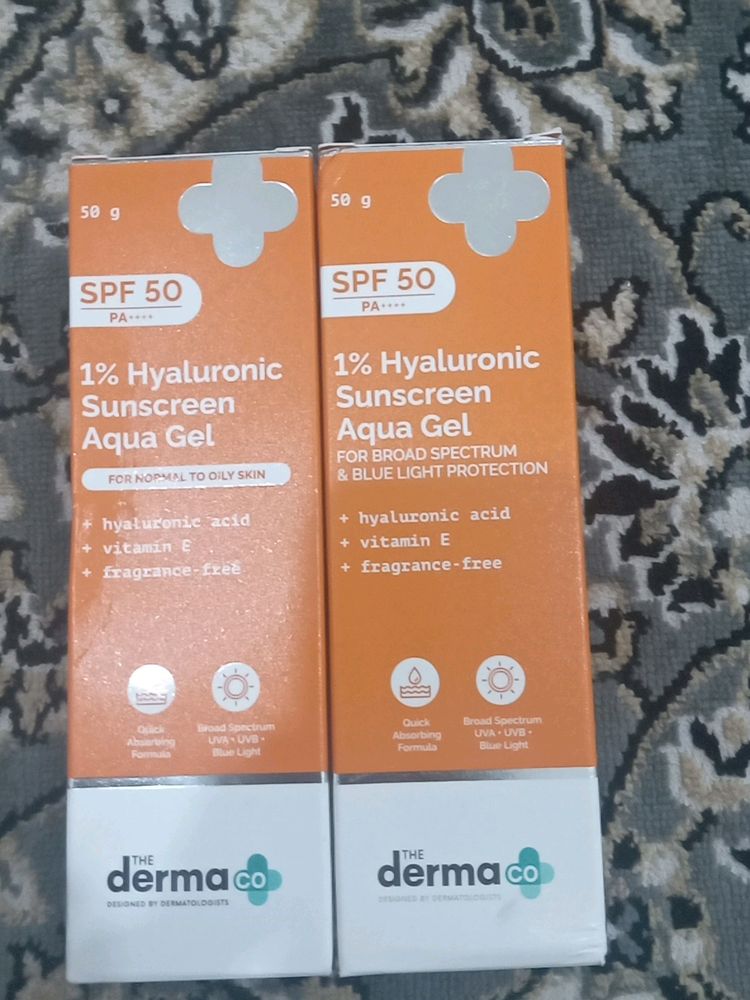 50 g
SPF 50
PA++++
1% Hyaluronic
Sunscreen
Aqua Gel
FOR NORMAL TO OILY SKIN
+ hyaluronic acid
+ vitamin E
+ fragrance-free
Quick
Absorbing
Formula
Broad Spectrum
UVA • UVB •
Blue Light
THE
derma co
DESIGNED BY DERMATOLOGISTS
50 g
SPF 50
PA++++
1% Hyaluronic
Sunscreen
Aqua Gel
FOR BROAD SPECTRUM
& BLUE LIGHT PROTECTION
+ hyaluronic acid
+ vitamin E
+ fragrance-free
Quick
Absorbing
Formula
Broad Spectrum
UVA • UVB •
Blue Light
THE
derma co
DESIGNED BY DERMATOLOGISTS